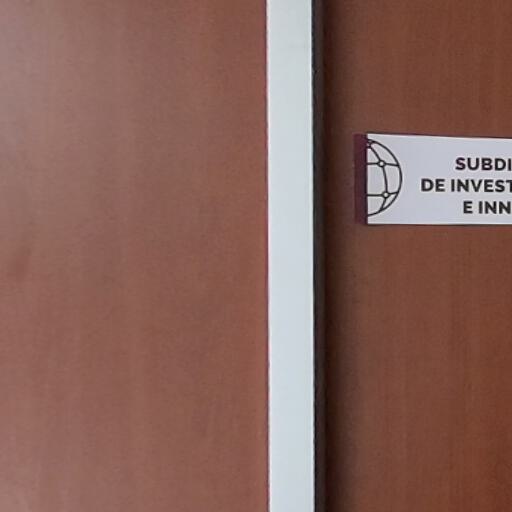 SUBDI
DE INVEST
E INN